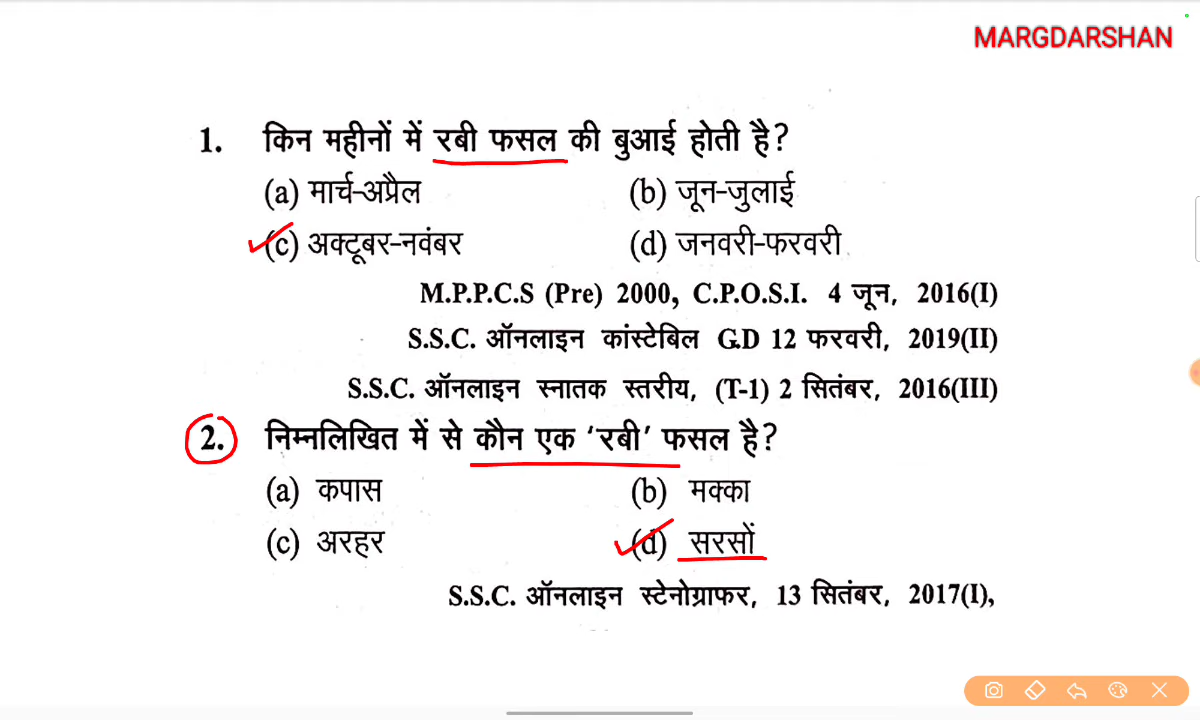 MARGDARSHAN
1. किन महीनों में रबी फसल की बुआई होती है?
(a) मार्च-अप्रैल (b) जून-जुलाई
(c) अक्टूबर-नवंबर (d) जनवरी-फरवरी
M.P.P.C.S (Pre) 2000, C.P.O.S.I. 4 जून, 2016(I)
S.S.C. ऑनलाइन कांस्टेबिल G.D 12 फरवरी, 2019(II)
S.S.C. ऑनलाइन स्नातक स्तरीय, (T-1) 2 सितंबर, 2016(III)
2. निम्नलिखित में से कौन एक ‘रबी’ फसल है?
(a) कपास (b) मक्का
(c) अरहर (d) सरसों
S.S.C. ऑनलाइन स्टेनोग्राफर, 13 सितंबर, 2017(I),